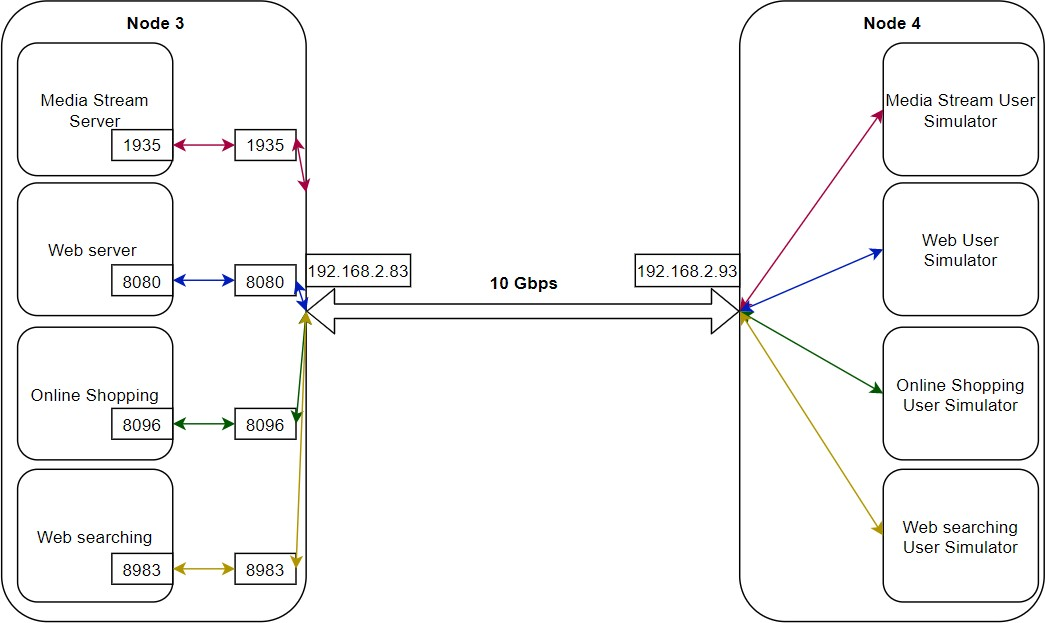 Node 3
Node 4
Media Stream
Server
1935
1935
Media Stream User
Simulator
Web server
8080
8080
192.168.2.83
10 Gbps
192.168.2.93
Web User
Simulator
Online Shopping
8096
8096
Online Shopping
User Simulator
Web searching
8983
8983
Web searching
User Simulator